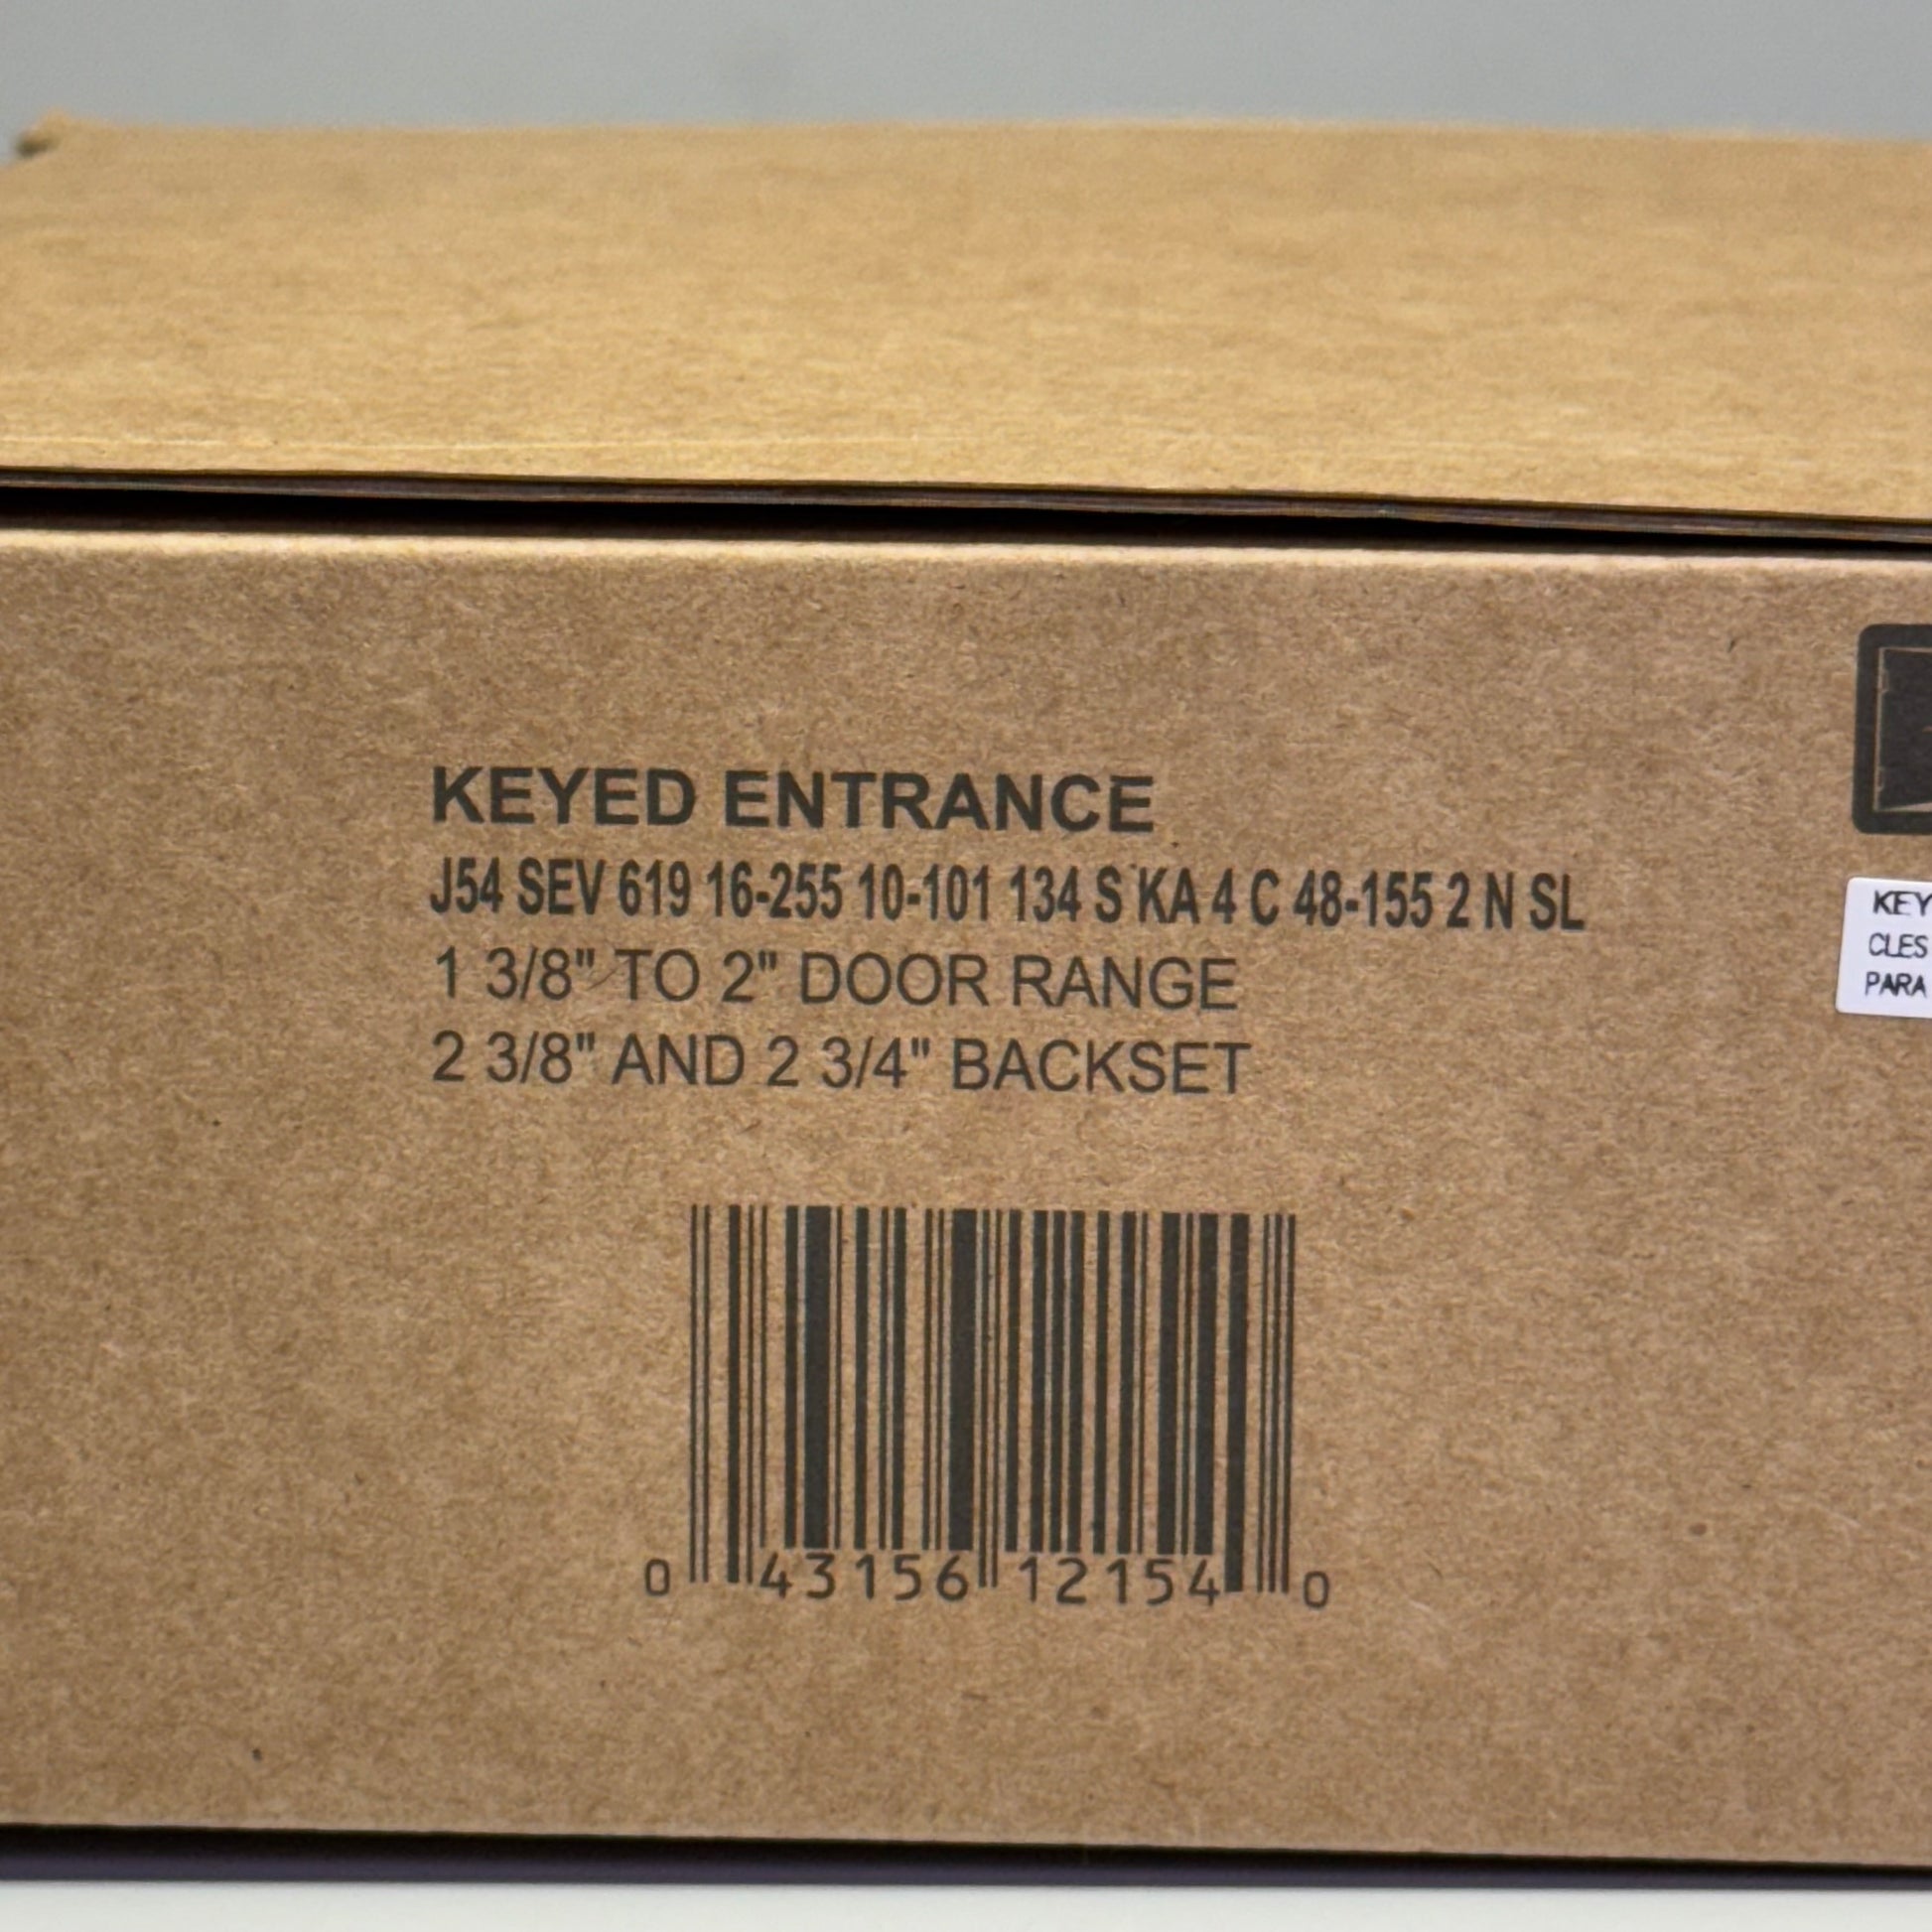 KEYED ENTRANCE
J54 SEV 619 16-255 10-101 134 S KA 4 C 48-155 2 N SL
1 3/8" TO 2" DOOR RANGE
2 3/8" AND 2 3/4" BACKSET
KEY
CLES
PARA
0 43156 12154 0